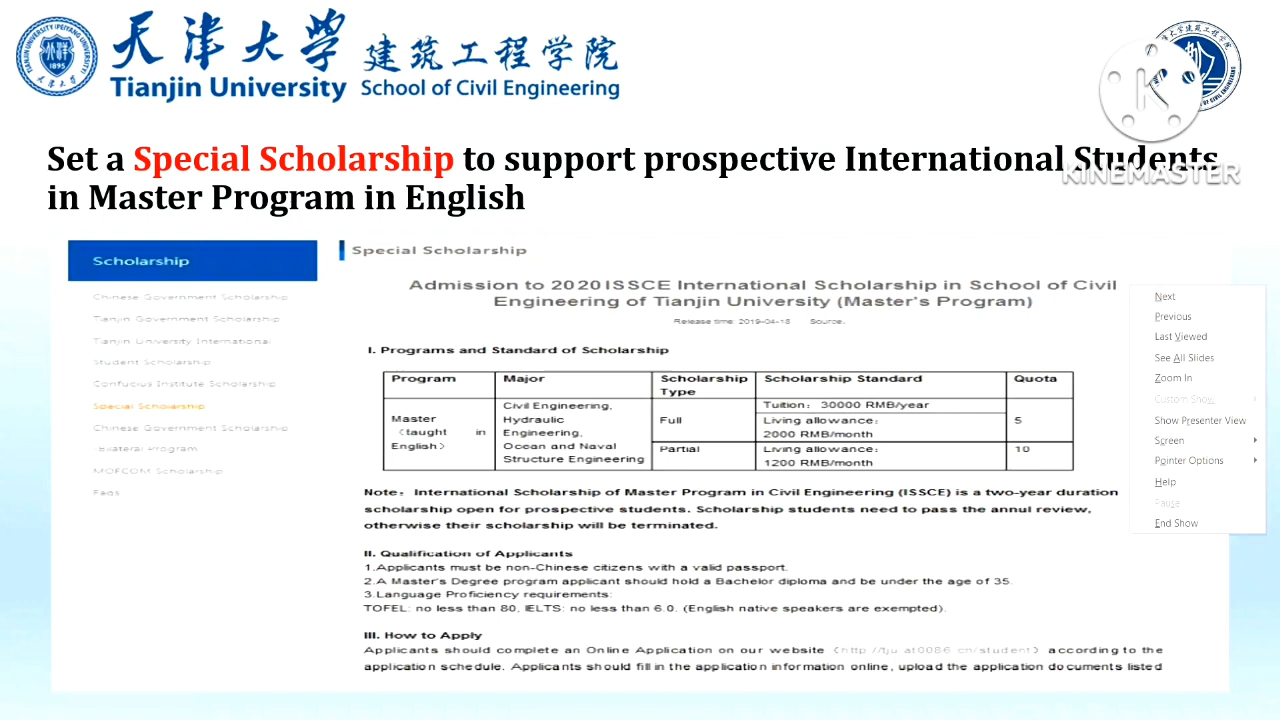 天津大学 建筑工程学院
Tianjin University School of Civil Engineering
TIANJIN UNIVERSITY (PEIYANG UNIVERSITY)
1895
KINEMASTER
Set a Special Scholarship to support prospective International Students
in Master Program in English
Scholarship
Chinese Government Scholarship
Tianjin Government Scholarship
Tianjin University International
Student Scholarship
Confucius Institute Scholarship
Special Scholarship
Chinese Government Scholarship
-Bilateral Program
MOFCOM Scholarship
Faqs
Special Scholarship
Admission to 2020 ISSCE International Scholarship in School of Civil
Engineering of Tianjin University (Master's Program)
Release time: 2019-04-18 Source:
I. Programs and Standard of Scholarship
Program Major Scholarship Type Scholarship Standard Quota
Master (taught in English) Civil Engineering, Hydraulic Engineering, Ocean and Naval Structure Engineering
Full Tuition: 30000 RMB/year
Living allowance: 2000 RMB/month 5
Partial Living allowance: 1200 RMB/month 10
Note: International Scholarship of Master Program in Civil Engineering (ISSCE) is a two-year duration
scholarship open for prospective students. Scholarship students need to pass the annul review,
otherwise their scholarship will be terminated.
II. Qualification of Applicants
1.Applicants must be non-Chinese citizens with a valid passport.
2.A Master's Degree program applicant should hold a Bachelor diploma and be under the age of 35.
3.Language Proficiency requirements:
TOFEL: no less than 80, IELTS: no less than 6.0. (English native speakers are exempted).
III. How to Apply
Applicants should complete an Online Application on our website (http://tju.at0086.cn/student) according to the
application schedule. Applicants should fill in the application information online, upload the application documents listed
Next
Previous
Last Viewed
See All Slides
Zoom In
Custom Show
Show Presenter View
Screen
Pointer Options
Help
Pause
End Show